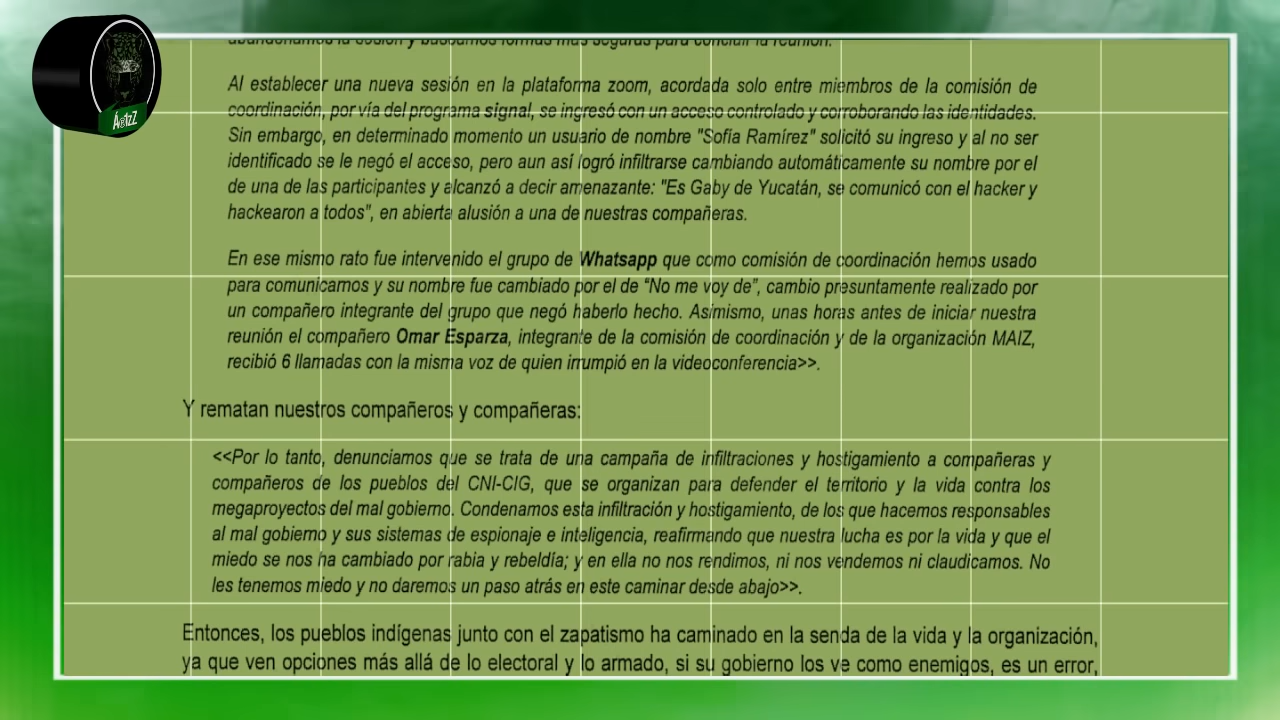 abandonamos la sesión y buscamos formas más seguras para concluir la reunión.
Al establecer una nueva sesión en la plataforma zoom, acordada solo entre miembros de la comisión de
coordinación, por vía del programa signal, se ingresó con un acceso controlado y corroborando las identidades.
Sin embargo, en determinado momento un usuario de nombre "Sofía Ramírez" solicitó su ingreso y al no ser
identificado se le negó el acceso, pero aun así logró infiltrarse cambiando automáticamente su nombre por el
de una de las participantes y alcanzó a decir amenazante: "Es Gaby de Yucatán, se comunicó con el hacker y
hackearon a todos", en abierta alusión a una de nuestras compañeras.
En ese mismo rato fue intervenido el grupo de Whatsapp que como comisión de coordinación hemos usado
para comunicarnos y su nombre fue cambiado por el de “No me voy de”, cambio presuntamente realizado por
un compañero integrante del grupo que negó haberlo hecho. Asimismo, unas horas antes de iniciar nuestra
reunión el compañero Omar Esparza, integrante de la comisión de coordinación y de la organización MAIZ,
recibió 6 llamadas con la misma voz de quien irrumpió en la videoconferencia>>.
Y rematan nuestros compañeros y compañeras:
<<Por lo tanto, denunciamos que se trata de una campaña de infiltraciones y hostigamiento a compañeras y
compañeros de los pueblos del CNI-CIG, que se organizan para defender el territorio y la vida contra los
megaproyectos del mal gobierno. Condenamos esta infiltración y hostigamiento, de los que hacemos responsables
al mal gobierno y sus sistemas de espionaje e inteligencia, reafirmando que nuestra lucha es por la vida y que el
miedo se nos ha cambiado por rabia y rebeldía; y en ella no nos rendimos, ni nos vendemos ni claudicamos. No
les tenemos miedo y no daremos un paso atrás en este caminar desde abajo>>.
Entonces, los pueblos indígenas junto con el zapatismo ha caminado en la senda de la vida y la organización,
ya que ven opciones más allá de lo electoral y lo armado, si su gobierno los ve como enemigos, es un error,